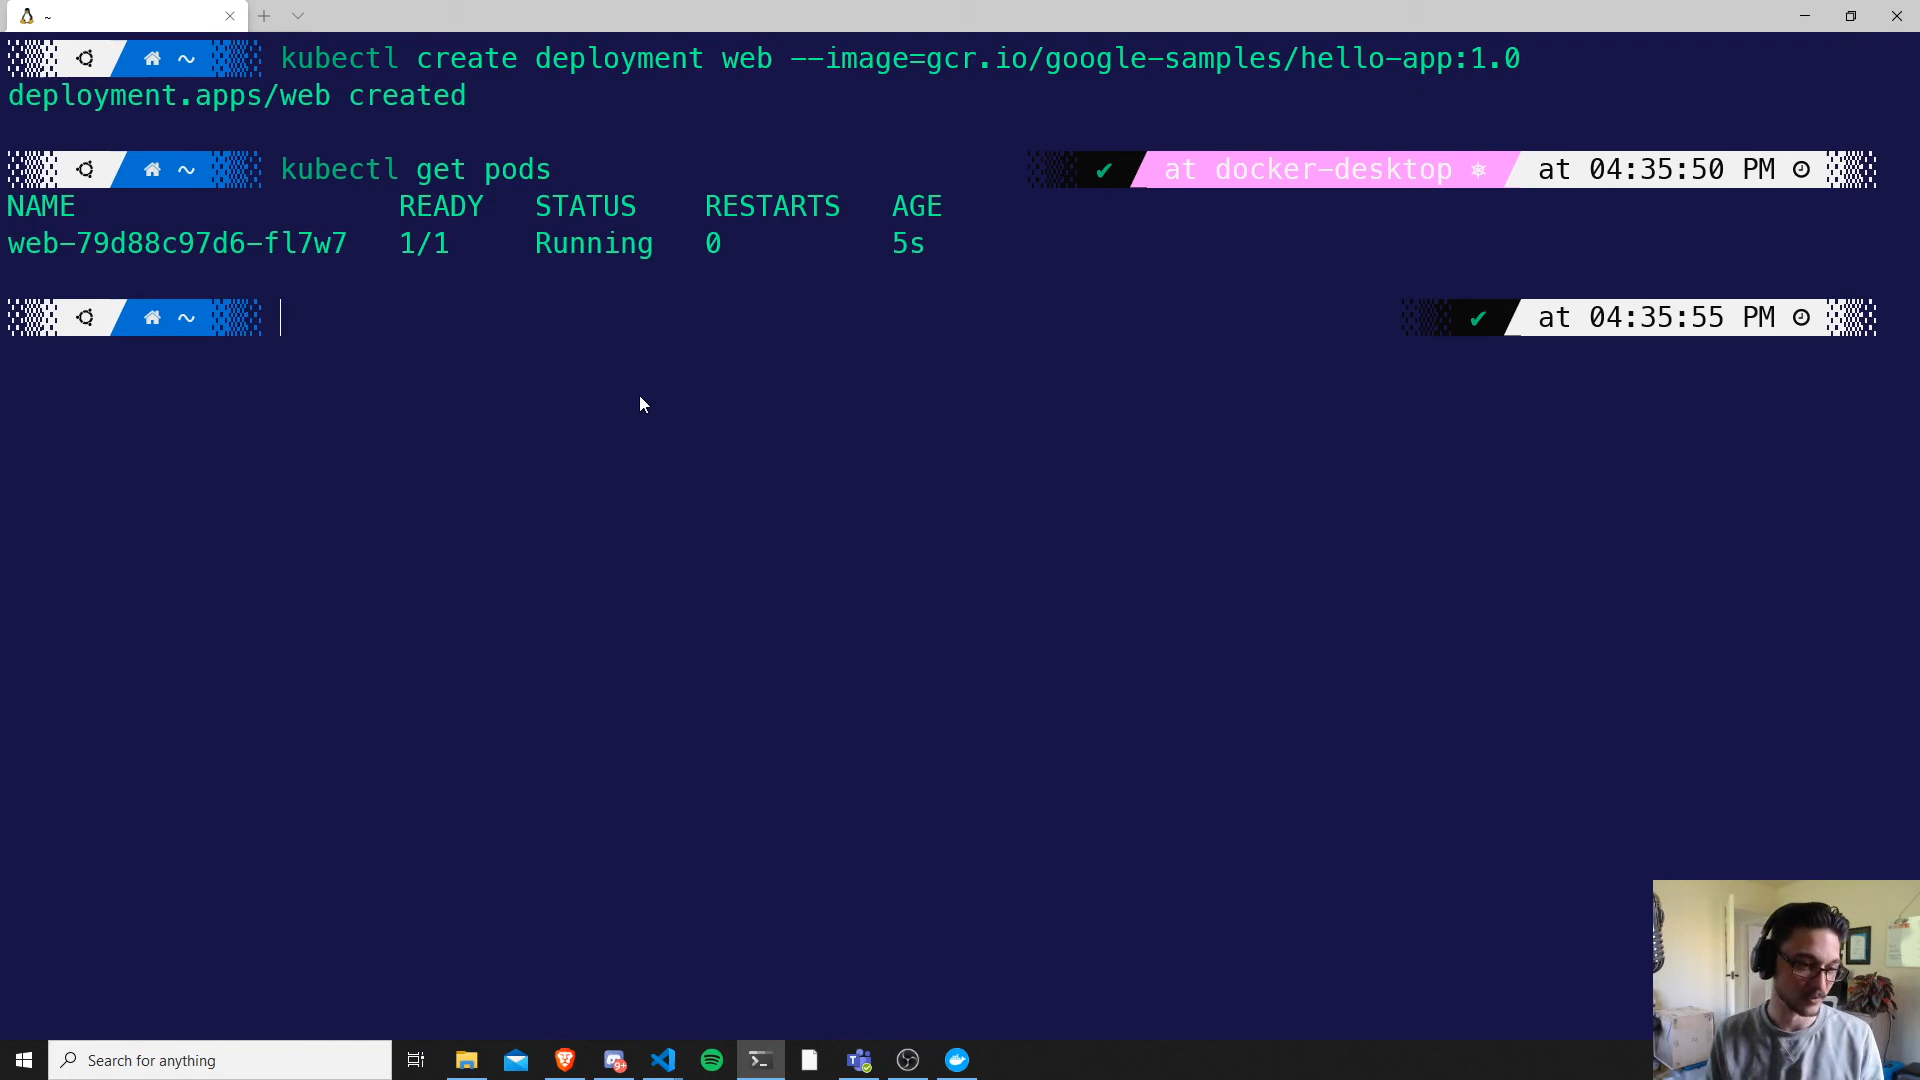 ~
~ kubectl create deployment web --image=gcr.io/google-samples/hello-app:1.0
deployment.apps/web created
~ kubectl get pods ✔ at docker-desktop ⎈ at 04:35:50 PM
NAME READY STATUS RESTARTS AGE
web-79d88c97d6-fl7w7 1/1 Running 0 5s
~ ✔ at 04:35:55 PM
Search for anything
9+